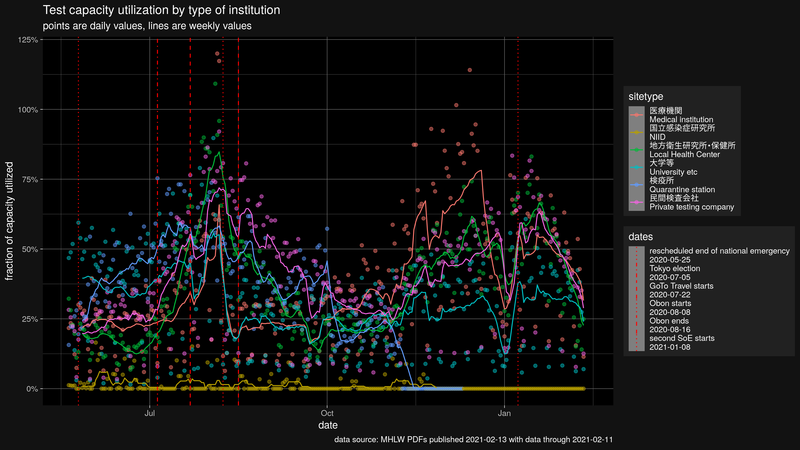 Test capacity utilization by type of institution
points are daily values, lines are weekly values
125%
100%
75%
50%
25%
0%
fraction of capacity utilized
Jul
Oct
Jan
date
sitetype
医療機関
Medical institution
国立感染症研究所
NIID
地方衛生研究所・保健所
Local Health Center
大学等
University etc
検疫所
Quarantine station
民間検査会社
Private testing company
dates
rescheduled end of national emergency
2020-05-25
Tokyo election
2020-07-05
GoTo Travel starts
2020-07-22
Obon starts
2020-08-08
Obon ends
2020-08-16
second SoE starts
2021-01-08
data source: MHLW PDFs published 2021-02-13 with data through 2021-02-11